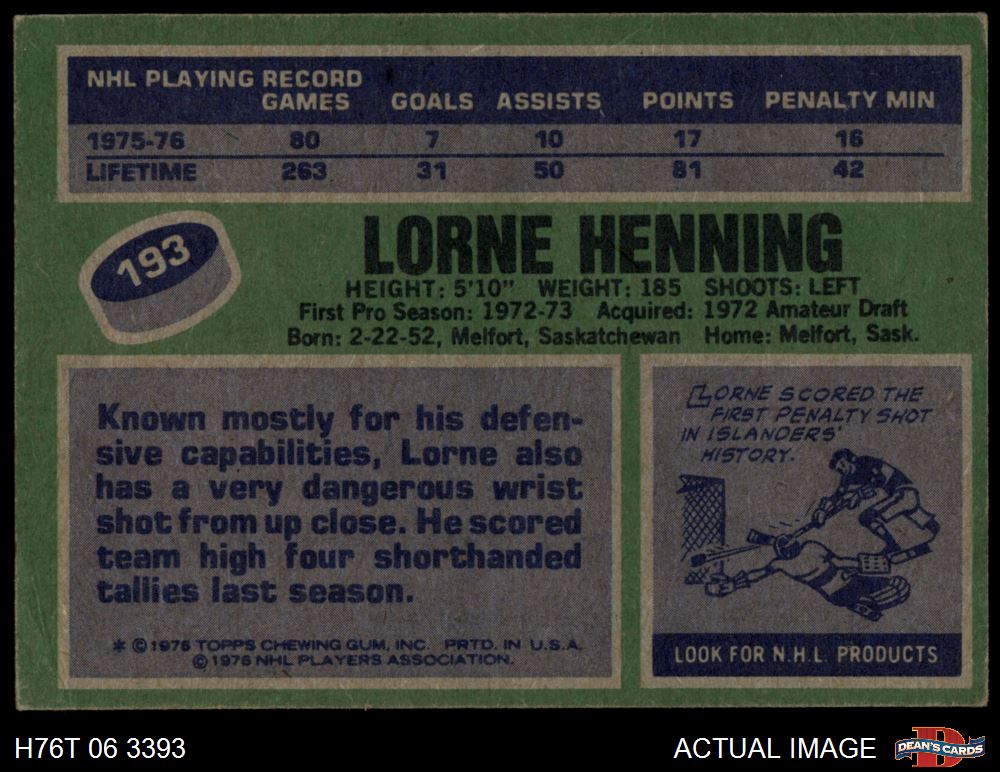 NHL PLAYING RECORD
GAMES GOALS ASSISTS POINTS PENALTY MIN
1975-76 80 7 10 17 16
LIFETIME 263 31 50 81 42
193
LORNE HENNING
HEIGHT: 5'10" WEIGHT: 185 SHOOTS: LEFT
First Pro Season: 1972-73 Acquired: 1972 Amateur Draft
Born: 2-22-52, Melfort, Saskatchewan Home: Melfort, Sask.
Known mostly for his defen-
sive capabilities, Lorne also
has a very dangerous wrist
shot from up close. He scored
team high four shorthanded
tallies last season.
* © 1976 TOPPS CHEWING GUM, INC. PRTD. IN U.S.A.
© 1976 NHL PLAYERS ASSOCIATION.
LORNE SCORED THE
FIRST PENALTY SHOT
IN ISLANDERS'
HISTORY.
LOOK FOR N.H.L. PRODUCTS
H76T 06 3393
ACTUAL IMAGE
D
DEAN'S CARDS